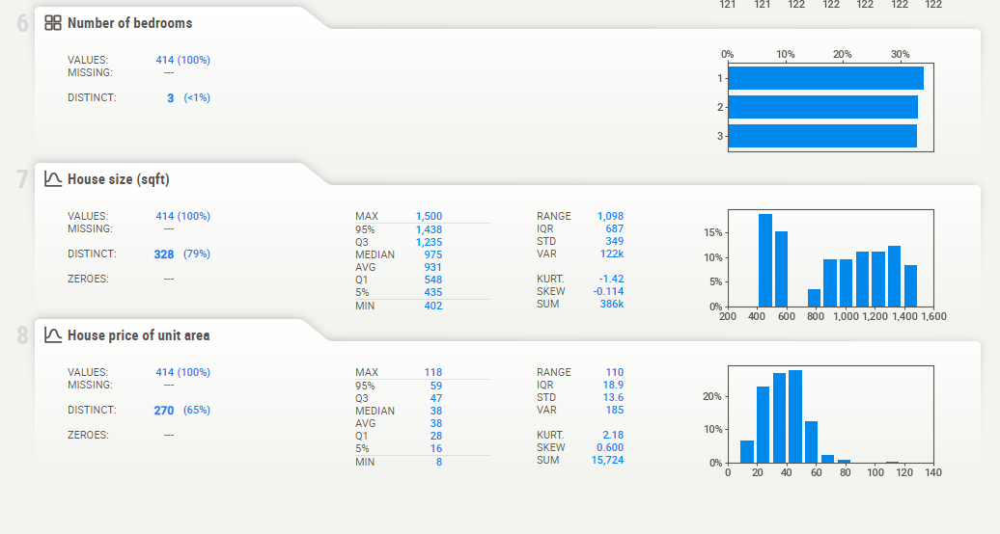 121 121 122 122 122 122 122
6 Number of bedrooms
VALUES: 414 (100%)
MISSING: ---
DISTINCT: 3 (<1%)
0% 10% 20% 30%
1
2
3
7 House size (sqft)
VALUES: 414 (100%)
MISSING: ---
DISTINCT: 328 (79%)
ZEROES: ---
MAX 1,500
95% 1,438
Q3 1,235
MEDIAN 975
AVG 931
Q1 548
5% 435
MIN 402
RANGE 1,098
IQR 687
STD 349
VAR 122k
KURT. -1.42
SKEW -0.114
SUM 386k
15%
10%
5%
0%
200 400 600 800 1,000 1,200 1,400 1,600
8 House price of unit area
VALUES: 414 (100%)
MISSING: ---
DISTINCT: 270 (65%)
ZEROES: ---
MAX 118
95% 59
Q3 47
MEDIAN 38
AVG 38
Q1 28
5% 16
MIN 8
RANGE 110
IQR 18.9
STD 13.6
VAR 185
KURT. 2.18
SKEW 0.600
SUM 15,724
20%
10%
0%
0 20 40 60 80 100 120 140